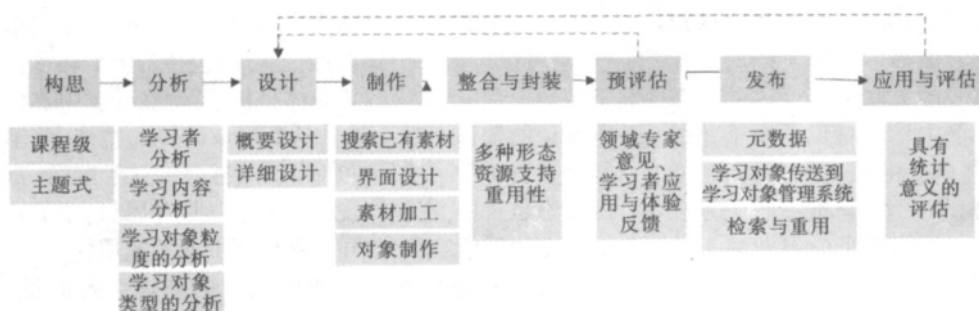 构思
分析
设计
制作
整合与封装
预评估
发布
应用与评估
课程级
主题式
学习者
分析
学习内容
分析
学习对象粒
度的分析
学习对象
类型的分析
概要设计
详细设计
搜索已有素材
界面设计
素材加工
对象制作
多种形态
资源支持
重用性
领域专家
意见、
学习者应
用与体验
反馈
元数据
学习对象传送到
学习对象管理系统
检索与重用
具有
统计
意义的
评估